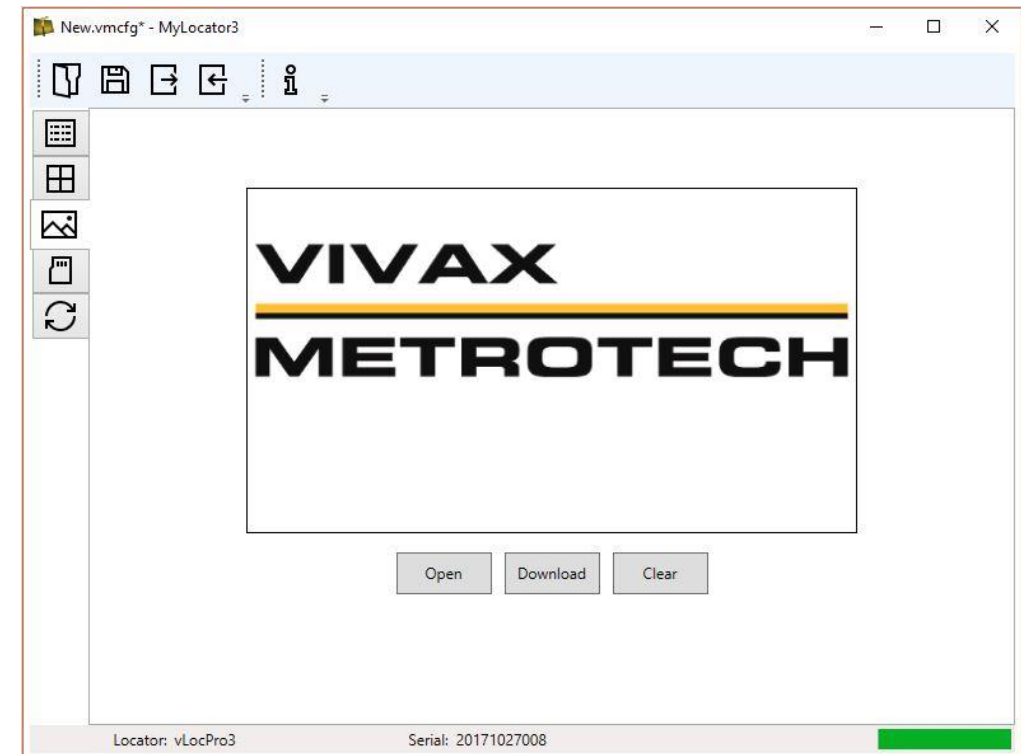 New.vmcfg* - MyLocator3
VIVAX
METROTECH
Open Download Clear
Locator: vLocPro3 Serial: 20171027008